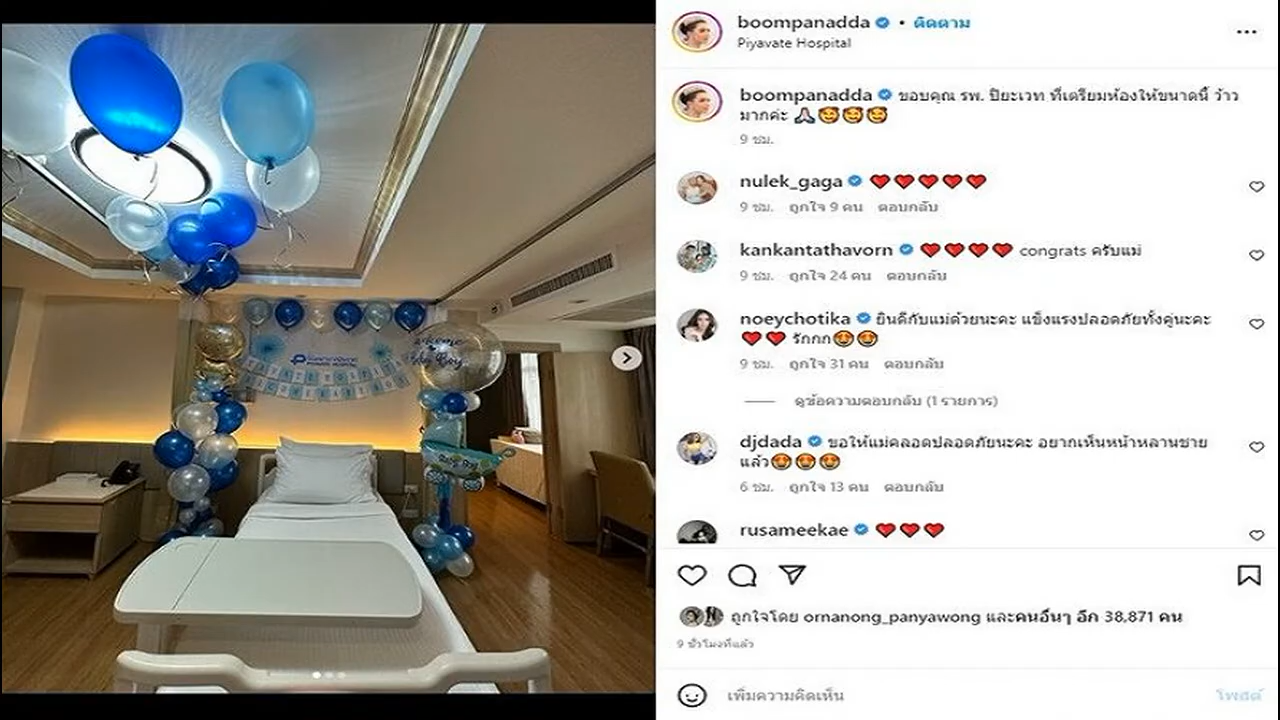 boompanadda • ติดตาม
Piyavate Hospital
boompanadda ขอบคุณ รพ. ปิยะเวท ที่เตรียมห้องให้ขนาดนี้ ว้าว
มากค่ะ 🙏🥰🥰🥰
9 ชม.
nulek_gaga ❤️❤️❤️❤️❤️
9 ชม. ถูกใจ 9 คน ตอบกลับ
kankantathavorn ❤️❤️❤️❤️ congrats ครับแม่
9 ชม. ถูกใจ 24 คน ตอบกลับ
noeychotika ยินดีกับแม่ด้วยนะคะ แข็งแรงปลอดภัยทั้งคู่นะคะ
❤️❤️ รักกก😍😍
9 ชม. ถูกใจ 31 คน ตอบกลับ
ดูข้อความตอบกลับ (1 รายการ)
djdada ขอให้แม่คลอดปลอดภัยนะคะ อยากเห็นหน้าหลานชาย
แล้ว😍😍😍
6 ชม. ถูกใจ 13 คน ตอบกลับ
rusameekae ❤️❤️❤️
ถูกใจโดย ornanong_panyawong และคนอื่นๆ อีก 38,871 คน
9 ชั่วโมงที่แล้ว
เพิ่มความคิดเห็น
โพสต์
Baby Boy